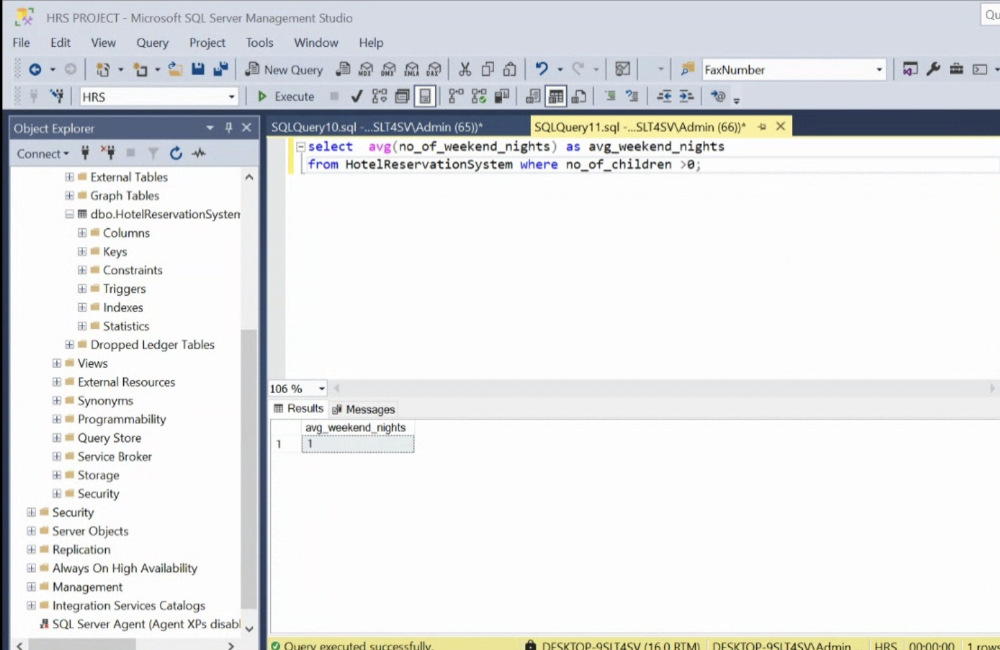 HRS PROJECT - Microsoft SQL Server Management Studio
Qu
File Edit View Query Project Tools Window Help
New Query MDX DMX XMLA DAX FaxNumber
HRS Execute
Object Explorer
SQLQuery10.sql -...SLT4SV\Admin (65))* SQLQuery11.sql -...SLT4SV\Admin (66))*
Connect
External Tables
Graph Tables
dbo.HotelReservationSystem
Columns
Keys
Constraints
Triggers
Indexes
Statistics
Dropped Ledger Tables
Views
External Resources
Synonyms
Programmability
Query Store
Service Broker
Storage
Security
Security
Server Objects
Replication
Always On High Availability
Management
Integration Services Catalogs
SQL Server Agent (Agent XPs disabl
select avg(no_of_weekend_nights) as avg_weekend_nights
from HotelReservationSystem where no_of_children >0;
106 %
Results Messages
avg_weekend_nights
1 1
Query executed successfully. DESKTOP-9SLT4SV (16.0 RTM) DESKTOP-9SLT4SV\Admin ... HRS 00:00:00 1 rows